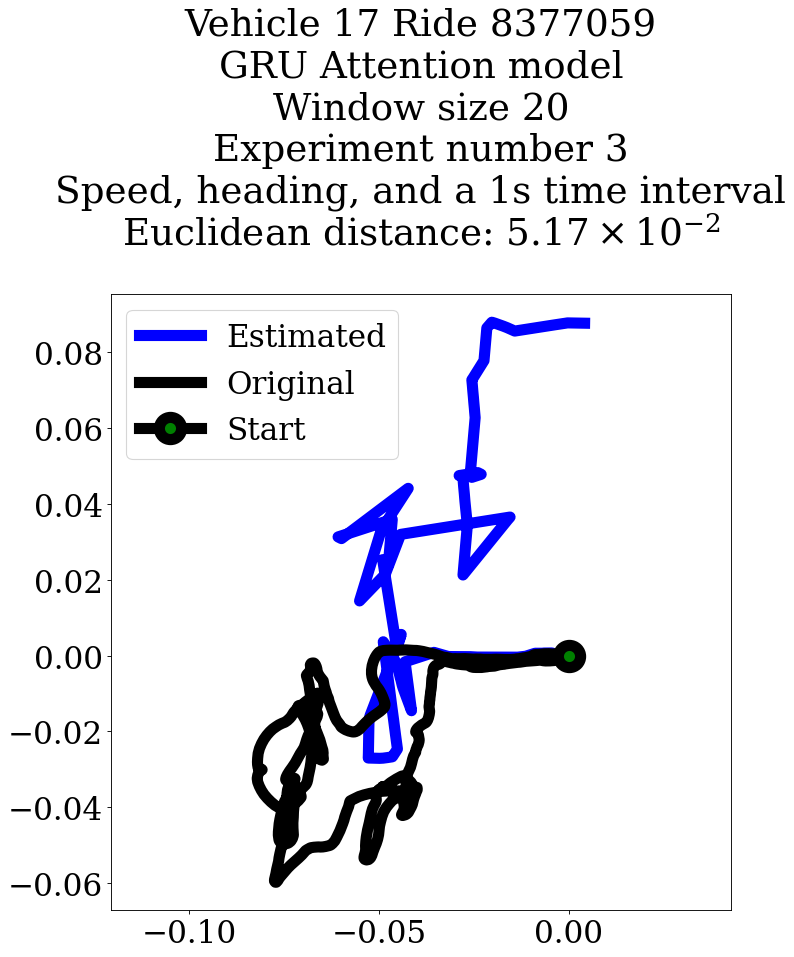 Vehicle 17 Ride 8377059
GRU Attention model
Window size 20
Experiment number 3
Speed, heading, and a 1s time interval
Euclidean distance: 5.17 × 10⁻²
Estimated
Original
Start
0.08
0.06
0.04
0.02
0.00
−0.02
−0.04
−0.06
−0.10
−0.05
0.00